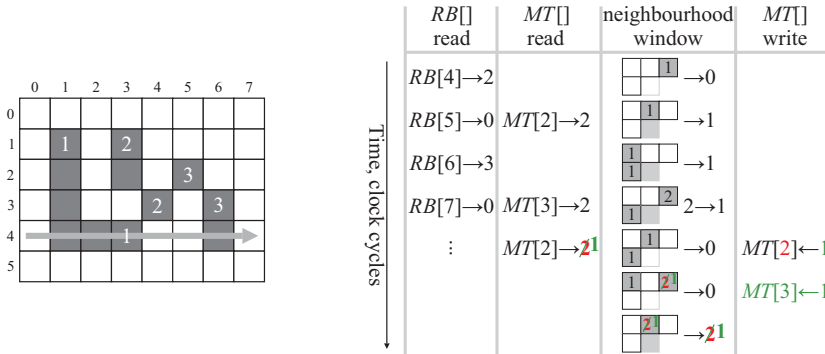 RB[] MT[] neighbourhood MT[]
read read window write
0 1 2 3 4 5 6 7
0
1 1 2
2 3
3 2 3
4 1
5
Time, clock cycles
RB[4]→2 1 →0
RB[5]→0 MT[2]→2 1 →1
RB[6]→3 1 1 →1
RB[7]→0 MT[3]→2 2 1 2→1
⋮ MT[2]→21 1 1 →0 MT[2]←1
1 21 →0 MT[3]←1
21 →21